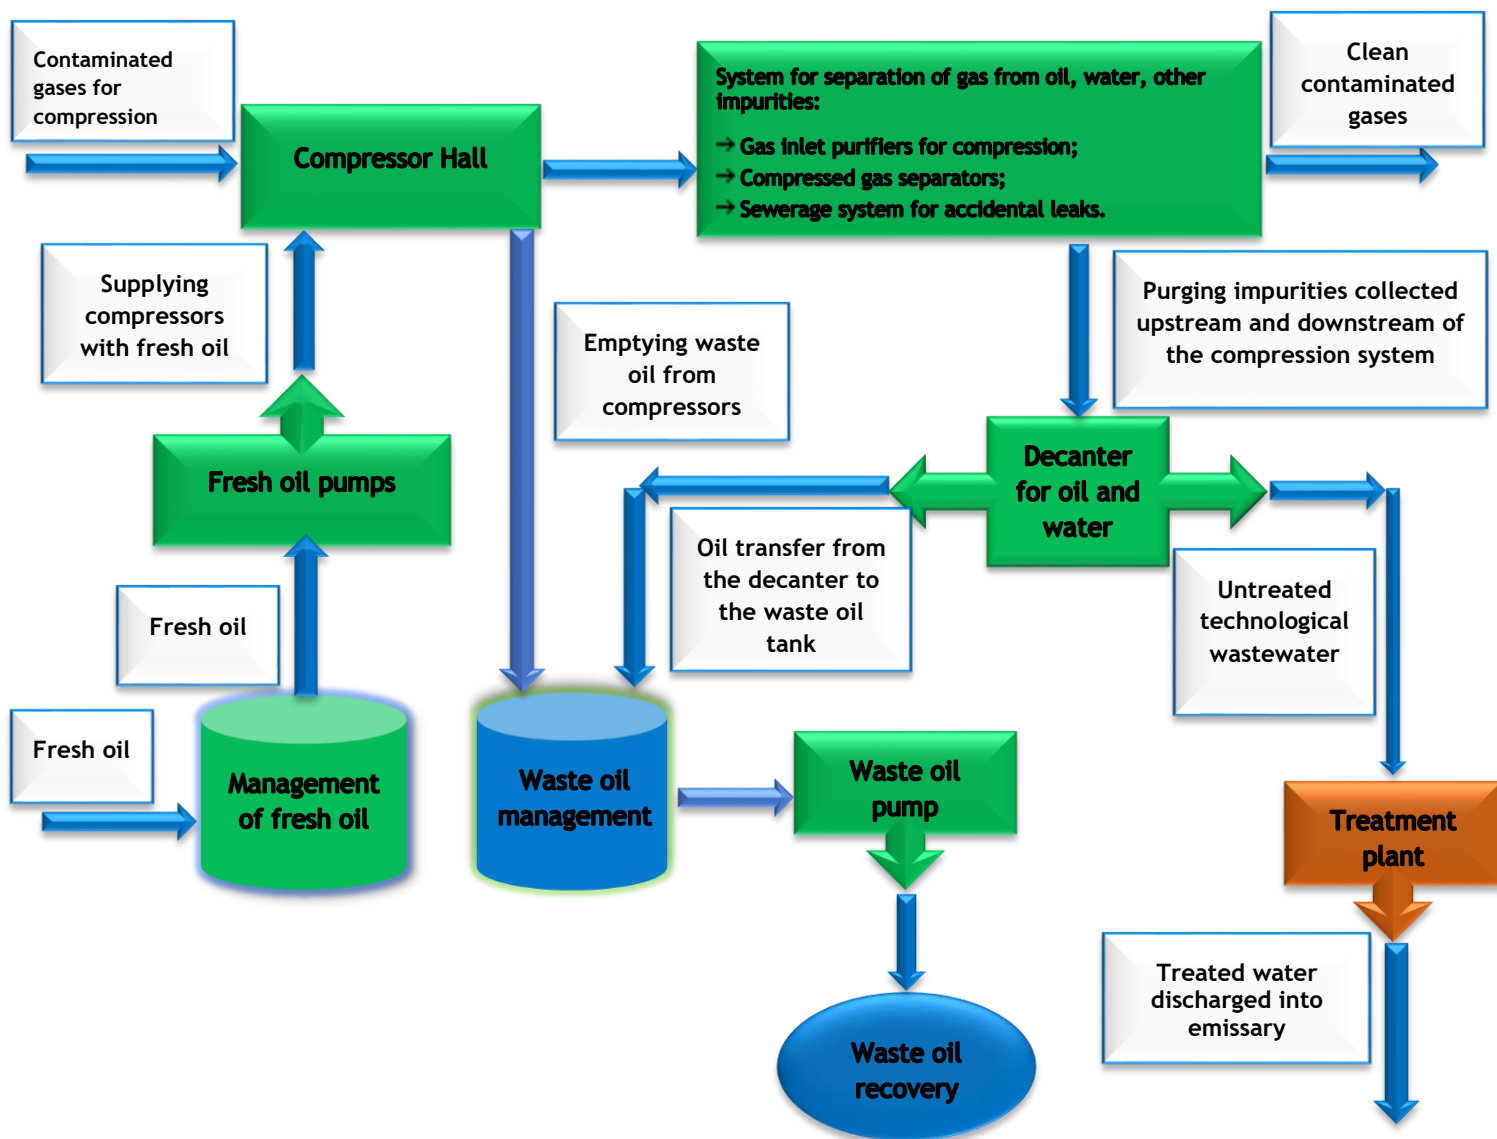 Contaminated
gases for
compression
Compressor Hall
System for separation of gas from oil, water, other
impurities:
→ Gas inlet purifiers for compression;
→ Compressed gas separators;
→ Sewerage system for accidental leaks.
Clean
contaminated
gases
Supplying
compressors
with fresh oil
Emptying waste
oil from
compressors
Purging impurities collected
upstream and downstream of
the compression system
Fresh oil pumps
Decanter
for oil and
water
Oil transfer from
the decanter to
the waste oil
tank
Untreated
technological
wastewater
Fresh oil
Fresh oil
Management
of fresh oil
Waste oil
management
Waste oil
pump
Treatment
plant
Treated water
discharged into
emissary
Waste oil
recovery